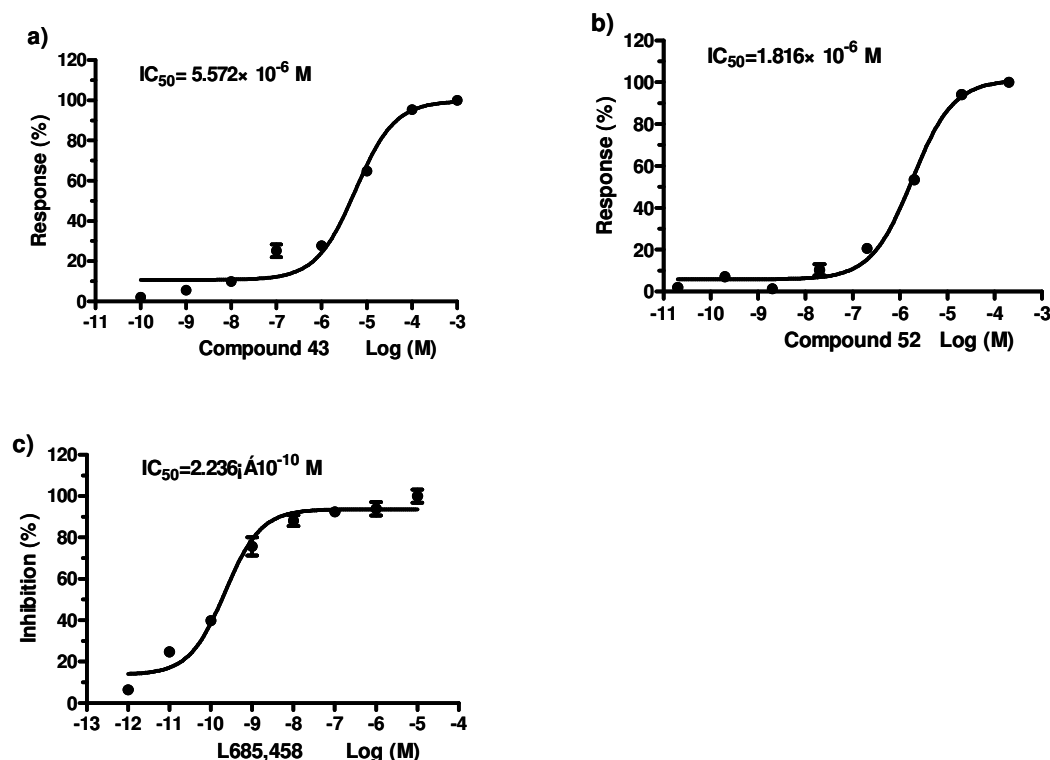 a)
IC50= 5.572× 10-6 M
Response (%)
120
100
80
60
40
20
0
-11 -10 -9 -8 -7 -6 -5 -4 -3
Compound 43 Log (M)
b)
IC50=1.816× 10-6 M
Response (%)
120
100
80
60
40
20
0
-11 -10 -9 -8 -7 -6 -5 -4 -3
Compound 52 Log (M)
c)
IC50=2.236¡Á10-10 M
Inhibition (%)
120
100
80
60
40
20
0
-13 -12 -11 -10 -9 -8 -7 -6 -5 -4
L685,458 Log (M)